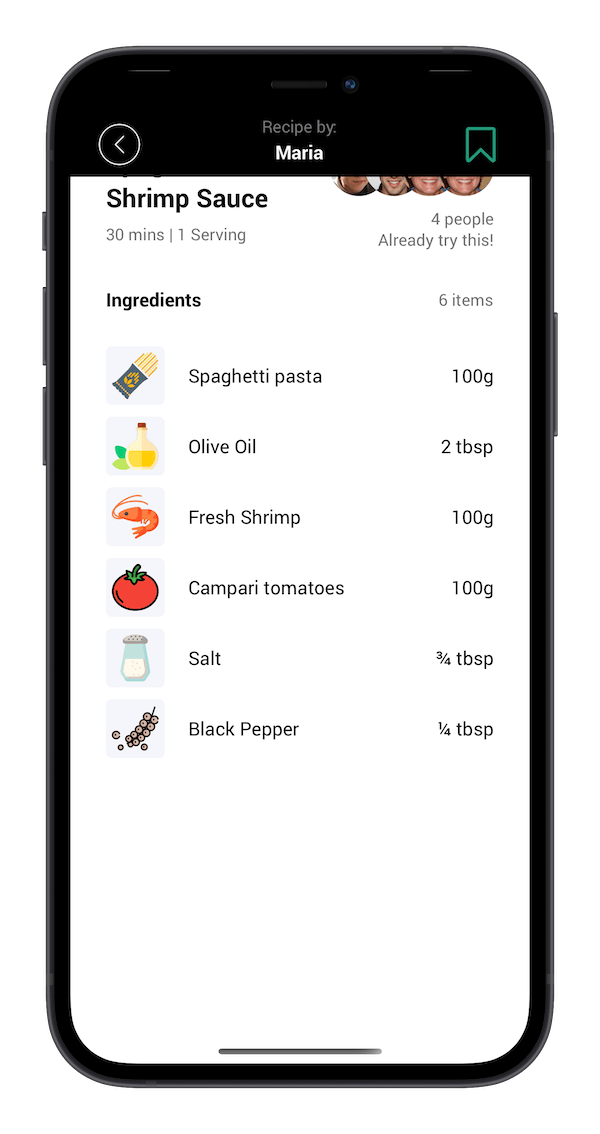 Recipe by:
Maria
Shrimp Sauce
30 mins | 1 Serving
4 people
Already try this!
Ingredients
6 items
Spaghetti pasta
100g
Olive Oil
2 tbsp
Fresh Shrimp
100g
Campari tomatoes
100g
Salt
¾ tbsp
Black Pepper
¼ tbsp